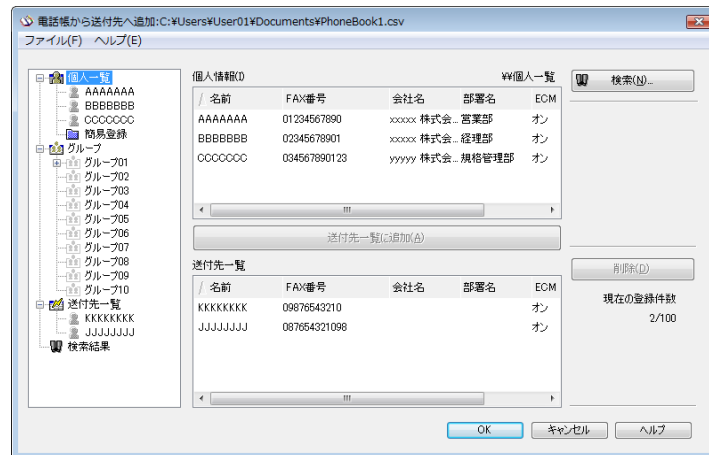 電話帳から送付先へ追加:C:¥Users¥User01¥Documents¥PhoneBook1.csv
ファイル(F) ヘルプ(E)
個人一覧
AAAAAAA
BBBBBBB
CCCCCCC
簡易登録
グループ
グループ01
グループ02
グループ03
グループ04
グループ05
グループ06
グループ07
グループ08
グループ09
グループ10
送付先一覧
KKKKKKKK
JJJJJJJJ
検索結果
個人情報(I) ¥¥個人一覧
名前 FAX番号 会社名 部署名 ECM
AAAAAAA 01234567890 xxxxx 株式会... 営業部 オン
BBBBBBB 02345678901 xxxxx 株式会... 経理部 オン
CCCCCCC 034567890123 yyyyy 株式会... 規格管理部 オン
送付先一覧に追加(A)
送付先一覧
名前 FAX番号 会社名 部署名 ECM
KKKKKKKK 09876543210 オン
JJJJJJJJ 087654321098 オン
検索(N)...
削除(D)
現在の登録件数
2/100
OK キャンセル ヘルプ